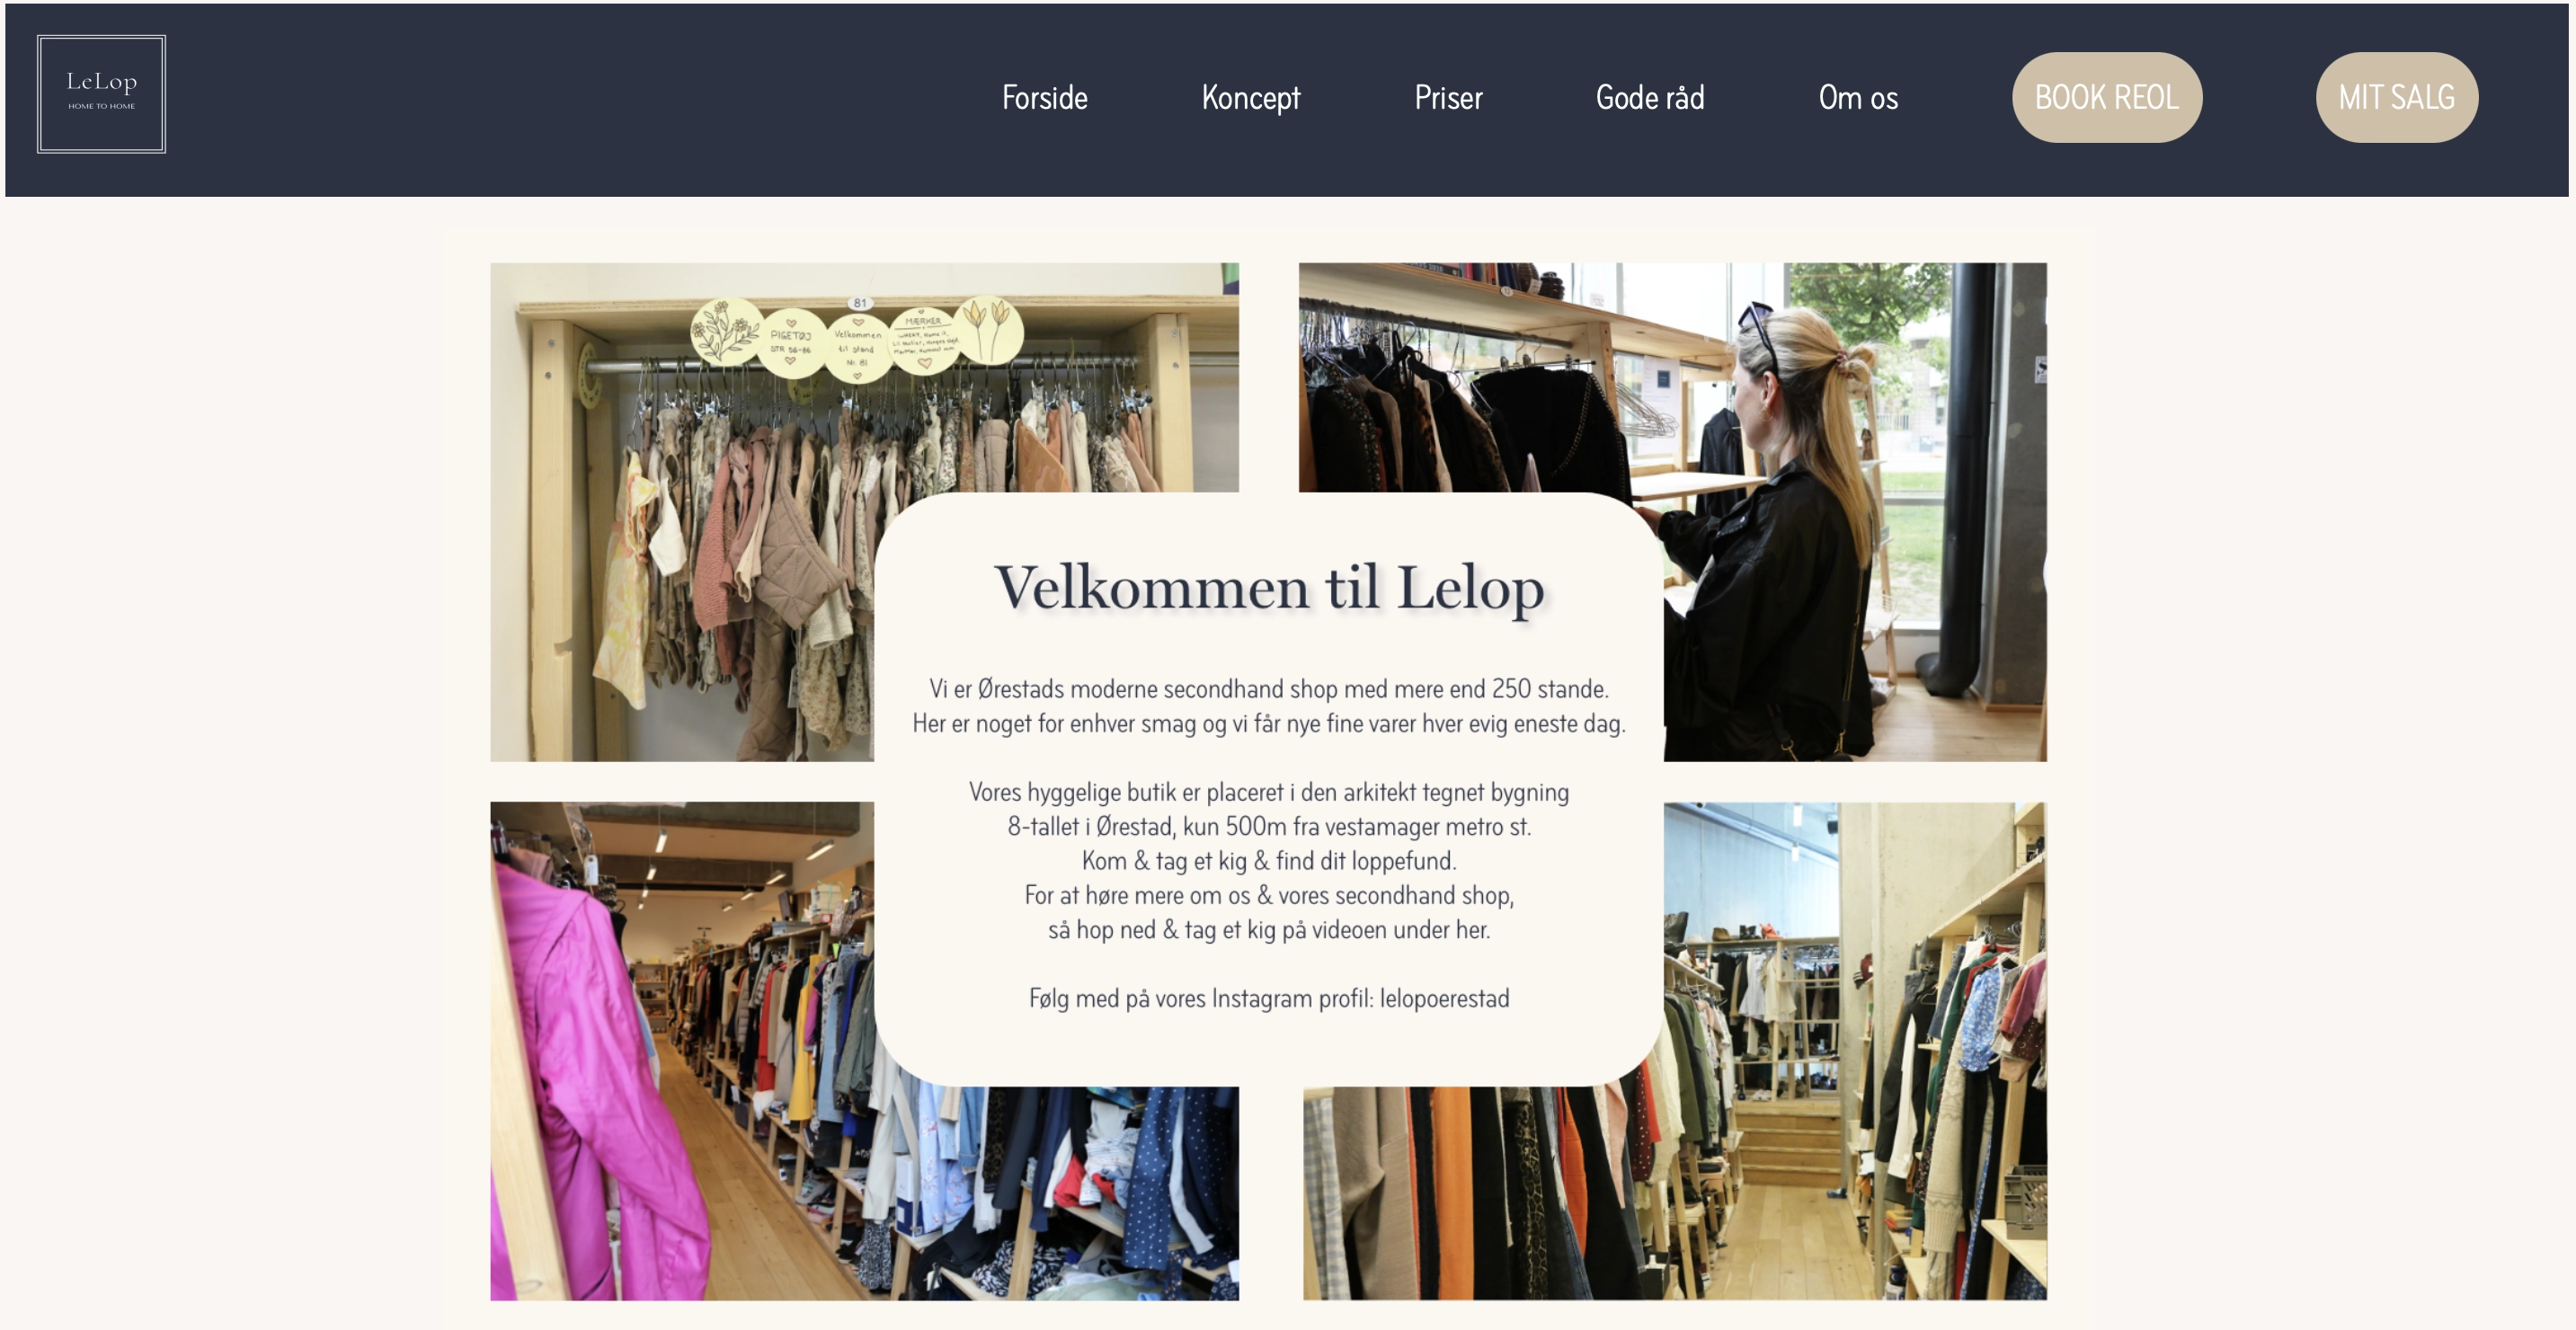 LeLop
HOME TO HOME
Forside
Koncept
Priser
Gode råd
Om os
BOOK REOL
MIT SALG
81
PIGETØJ
STR 56-86
Velkommen
til stand
Nr. 81
MÆRKER
Velkommen til Lelop
Vi er Ørestads moderne secondhand shop med mere end 250 stande.
Her er noget for enhver smag og vi får nye fine varer hver evig eneste dag.
Vores hyggelige butik er placeret i den arkitekt tegnet bygning
8-tallet i Ørestad, kun 500m fra vestamager metro st.
Kom & tag et kig & find dit loppefund.
For at høre mere om os & vores secondhand shop,
så hop ned & tag et kig på videoen under her.
Følg med på vores Instagram profil: lelopoerestad